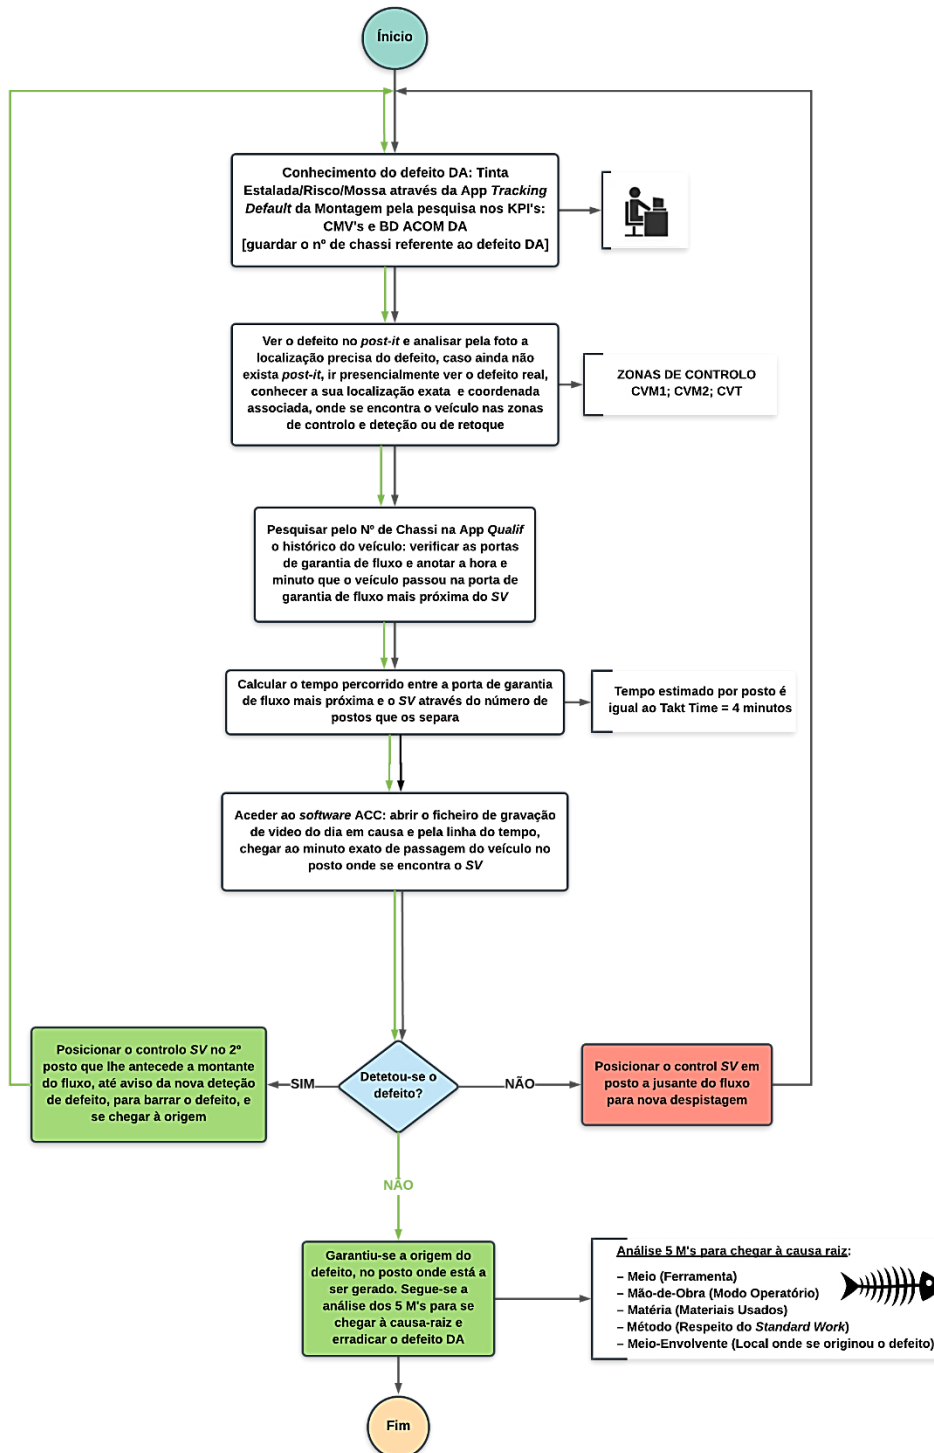 Ínicio
Conhecimento do defeito DA: Tinta
Estalada/Risco/Mossa através da App Tracking
Default da Montagem pela pesquisa nos KPI's:
CMV's e BD ACOM DA
[guardar o nº de chassi referente ao defeito DA]
Ver o defeito no post-it e analisar pela foto a
localização precisa do defeito, caso ainda não
exista post-it, ir presencialmente ver o defeito real,
conhecer a sua localização exata e coordenada
associada, onde se encontra o veículo nas zonas
de controlo e deteção ou de retoque
ZONAS DE CONTROLO
CVM1; CVM2; CVT
Pesquisar pelo Nº de Chassi na App Qualif
o histórico do veículo: verificar as portas
de garantia de fluxo e anotar a hora e
minuto que o veículo passou na porta de
garantia de fluxo mais próxima do SV
Calcular o tempo percorrido entre a porta de garantia
de fluxo mais próxima e o SV através do número de
postos que os separa
Tempo estimado por posto é
igual ao Takt Time = 4 minutos
Aceder ao software ACC: abrir o ficheiro de gravação
de video do dia em causa e pela linha do tempo,
chegar ao minuto exato de passagem do veículo no
posto onde se encontra o SV
Posicionar o controlo SV no 2º
posto que lhe antecede a montante
do fluxo, até aviso da nova deteção
de defeito, para barrar o defeito, e
se chegar à origem
SIM
Detetou-se o
defeito?
NÃO
Posicionar o control SV em
posto a jusante do fluxo
para nova despistagem
NÃO
Garantiu-se a origem do
defeito, no posto onde está a
ser gerado. Segue-se a
análise dos 5 M's para se
chegar à causa-raiz e
erradicar o defeito DA
Análise 5 M's para chegar à causa raiz:
– Meio (Ferramenta)
– Mão-de-Obra (Modo Operatório)
– Matéria (Materiais Usados)
– Método (Respeito do Standard Work)
– Meio-Envolvente (Local onde se originou o defeito)
Fim